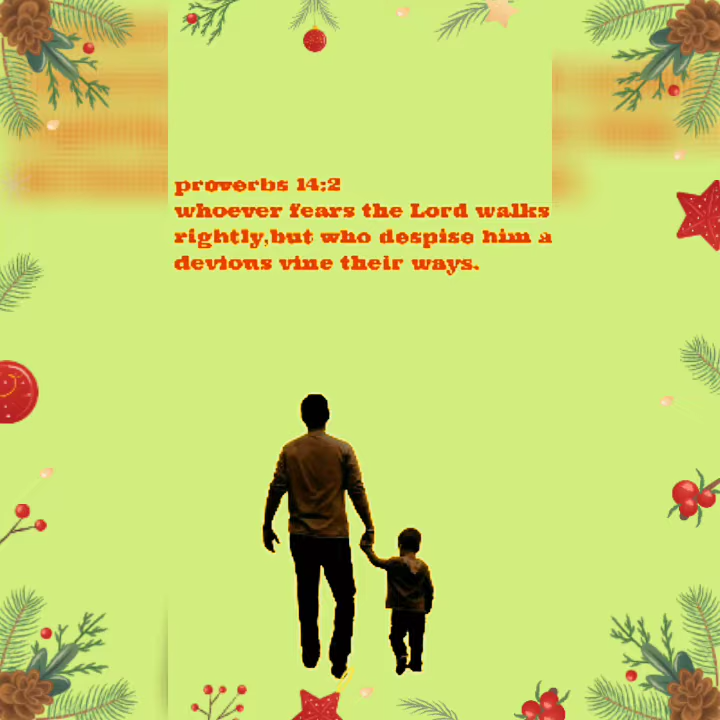 proverbs 14:2
whoever fears the Lord walks
rightly,but who despise him a
devious vine their ways.